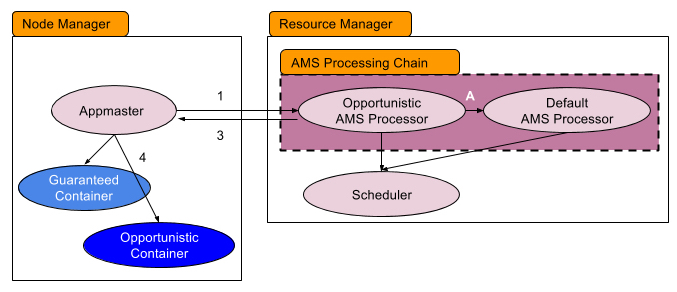 Node Manager
Resource Manager
AMS Processing Chain
Appmaster
1
3
Opportunistic
AMS Processor
A
Default
AMS Processor
4
Guaranteed
Container
Scheduler
Opportunistic
Container